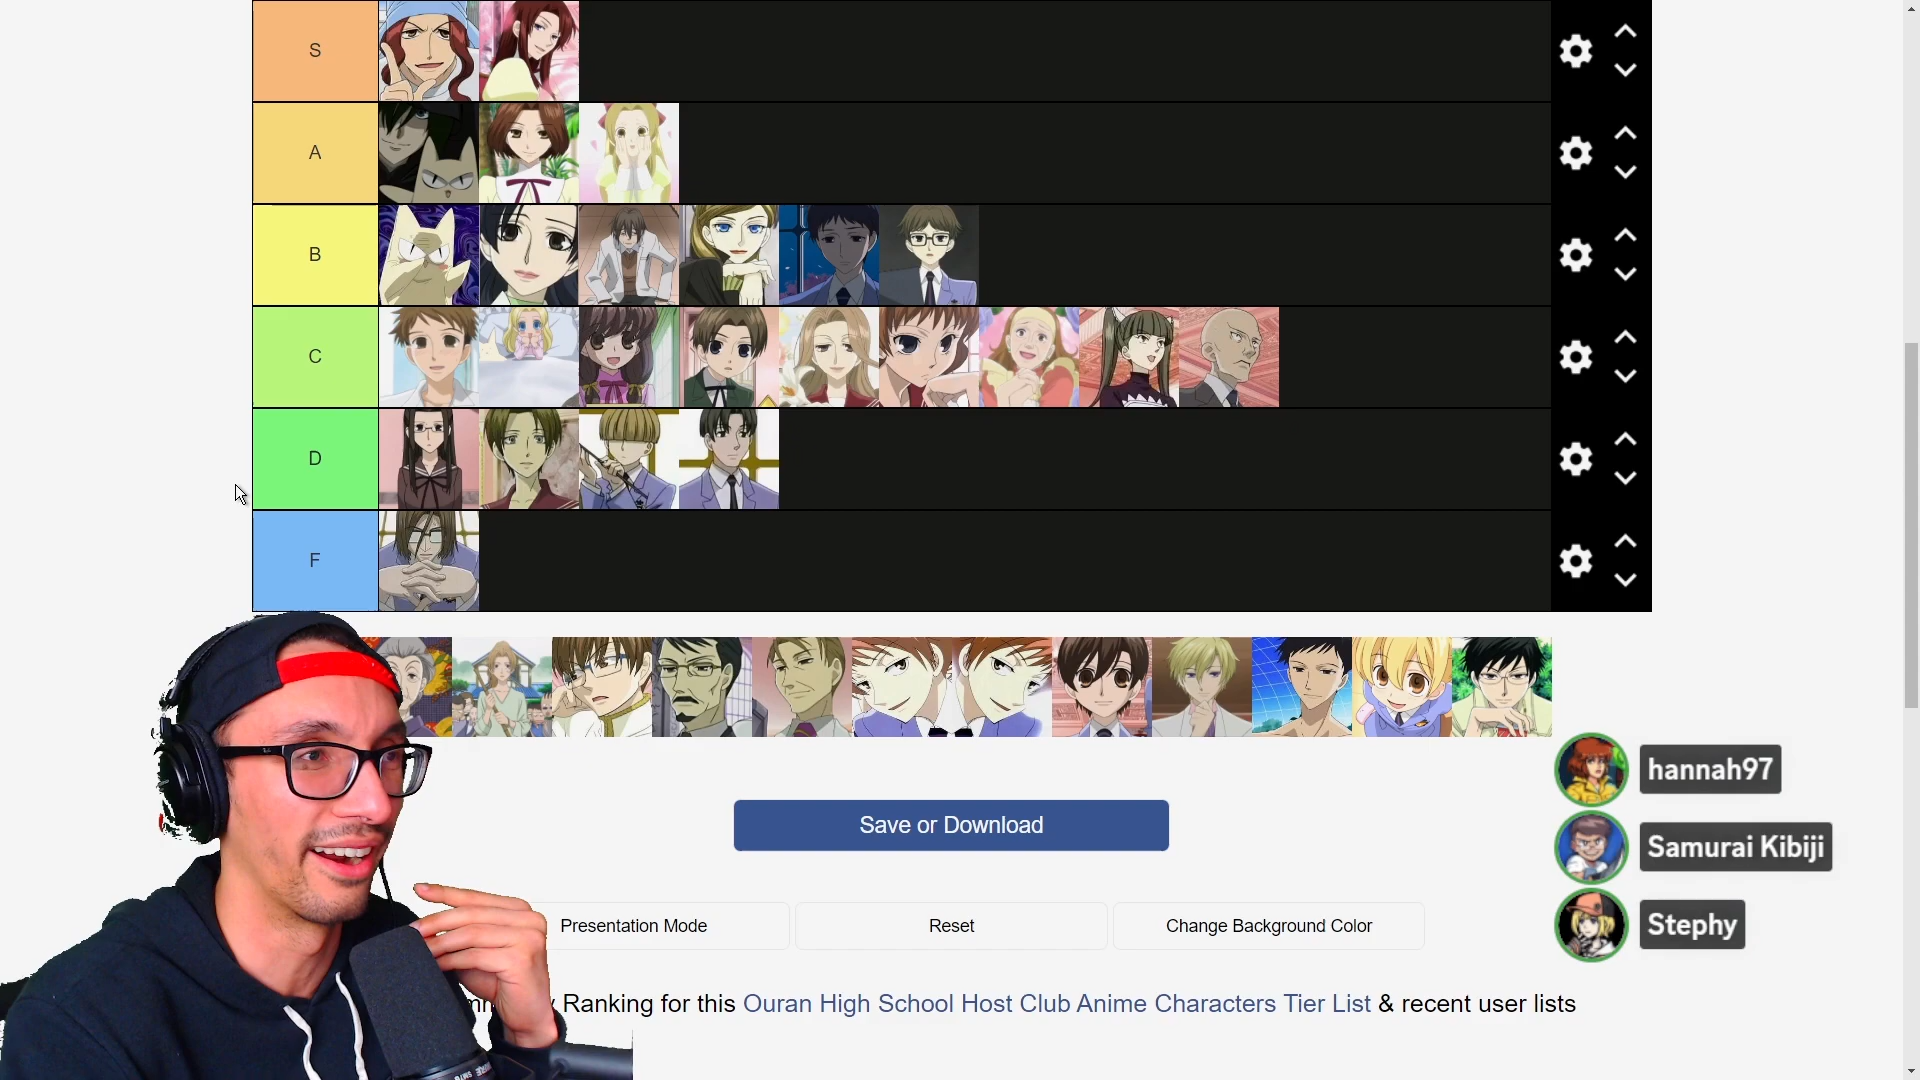 S
A
B
C
D
F
hannah97
Save or Download
Samurai Kibiji
Presentation Mode
Reset
Change Background Color
Stephy
Ranking for this Ouran High School Host Club Anime Characters Tier List & recent user lists